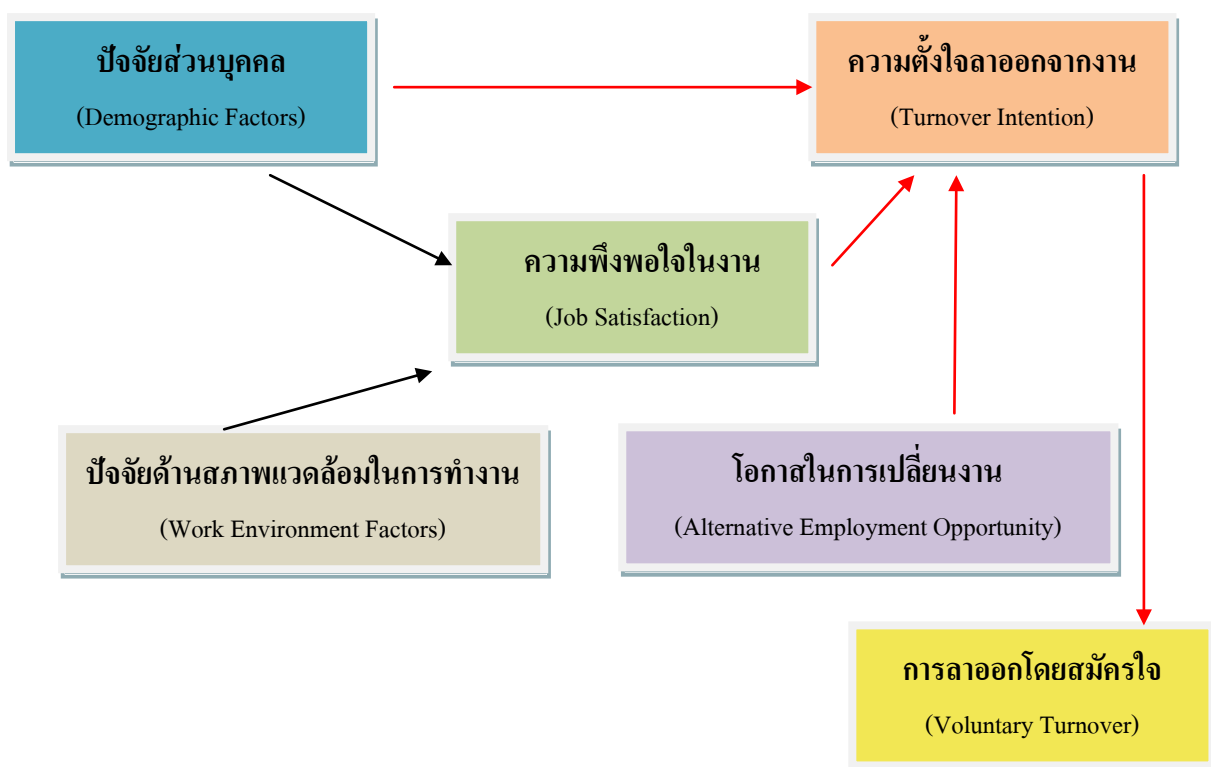 ปัจจัยส่วนบุคคล
(Demographic Factors)
ความตั้งใจลาออกจากงาน
(Turnover Intention)
ความพึงพอใจในงาน
(Job Satisfaction)
ปัจจัยด้านสภาพแวดล้อมในการทำงาน
(Work Environment Factors)
โอกาสในการเปลี่ยนงาน
(Alternative Employment Opportunity)
การลาออกโดยสมัครใจ
(Voluntary Turnover)